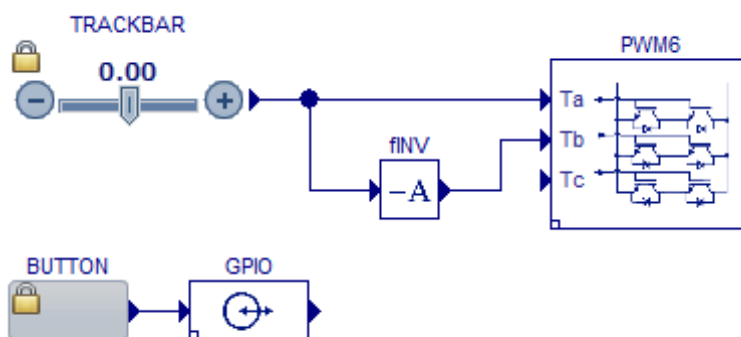 TRACKBAR
0.00
PWM6
Ta
Tb
Tc
fINV
−A
BUTTON
GPIO